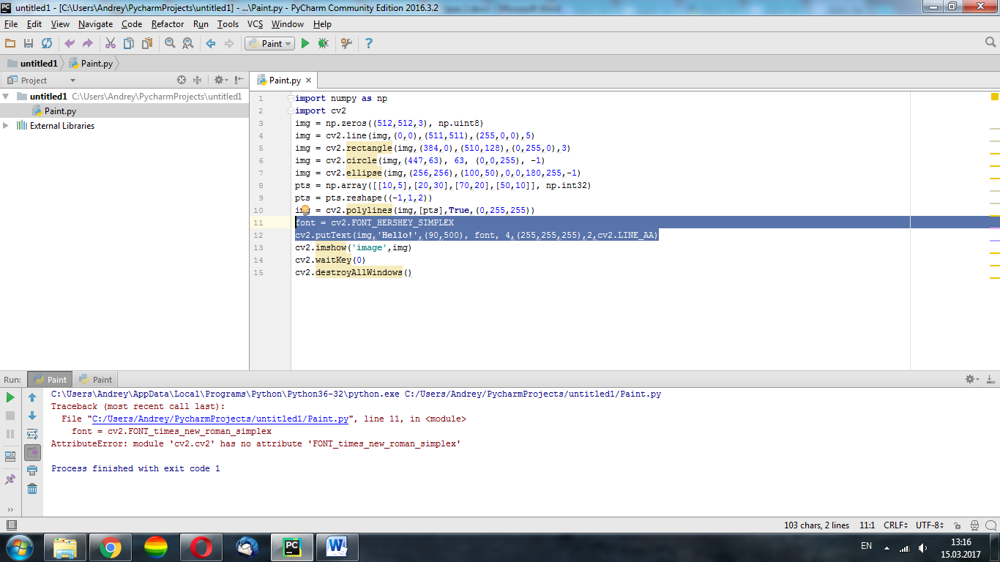 untitled1 - [C:\Users\Andrey\PycharmProjects\untitled1] - ...\Paint.py - PyCharm Community Edition 2016.3.2
File Edit View Navigate Code Refactor Run Tools VCS Window Help
Paint
untitled1 Paint.py
Project
Paint.py
untitled1 C:\Users\Andrey\PycharmProjects\untitled1
Paint.py
External Libraries
1 import numpy as np
2 import cv2
3 img = np.zeros((512,512,3), np.uint8)
4 img = cv2.line(img,(0,0),(511,511),(255,0,0),5)
5 img = cv2.rectangle(img,(384,0),(510,128),(0,255,0),3)
6 img = cv2.circle(img,(447,63), 63, (0,0,255), -1)
7 img = cv2.ellipse(img,(256,256),(100,50),0,0,180,255,-1)
8 pts = np.array([[10,5],[20,30],[70,20],[50,10]], np.int32)
9 pts = pts.reshape((-1,1,2))
10 img = cv2.polylines(img,[pts],True,(0,255,255))
11 font = cv2.FONT_HERSHEY_SIMPLEX
12 cv2.putText(img,'Hello!',(90,500), font, 4,(255,255,255),2,cv2.LINE_AA)
13 cv2.imshow('image',img)
14 cv2.waitKey(0)
15 cv2.destroyAllWindows()
Run: Paint Paint
C:\Users\Andrey\AppData\Local\Programs\Python\Python36-32\python.exe C:/Users/Andrey/PycharmProjects/untitled1/Paint.py
Traceback (most recent call last):
File "C:/Users/Andrey/PycharmProjects/untitled1/Paint.py", line 11, in <module>
font = cv2.FONT_times_new_roman_simplex
AttributeError: module 'cv2.cv2' has no attribute 'FONT_times_new_roman_simplex'
Process finished with exit code 1
103 chars, 2 lines 11:1 CRLF UTF-8
EN
13:16
15.03.2017